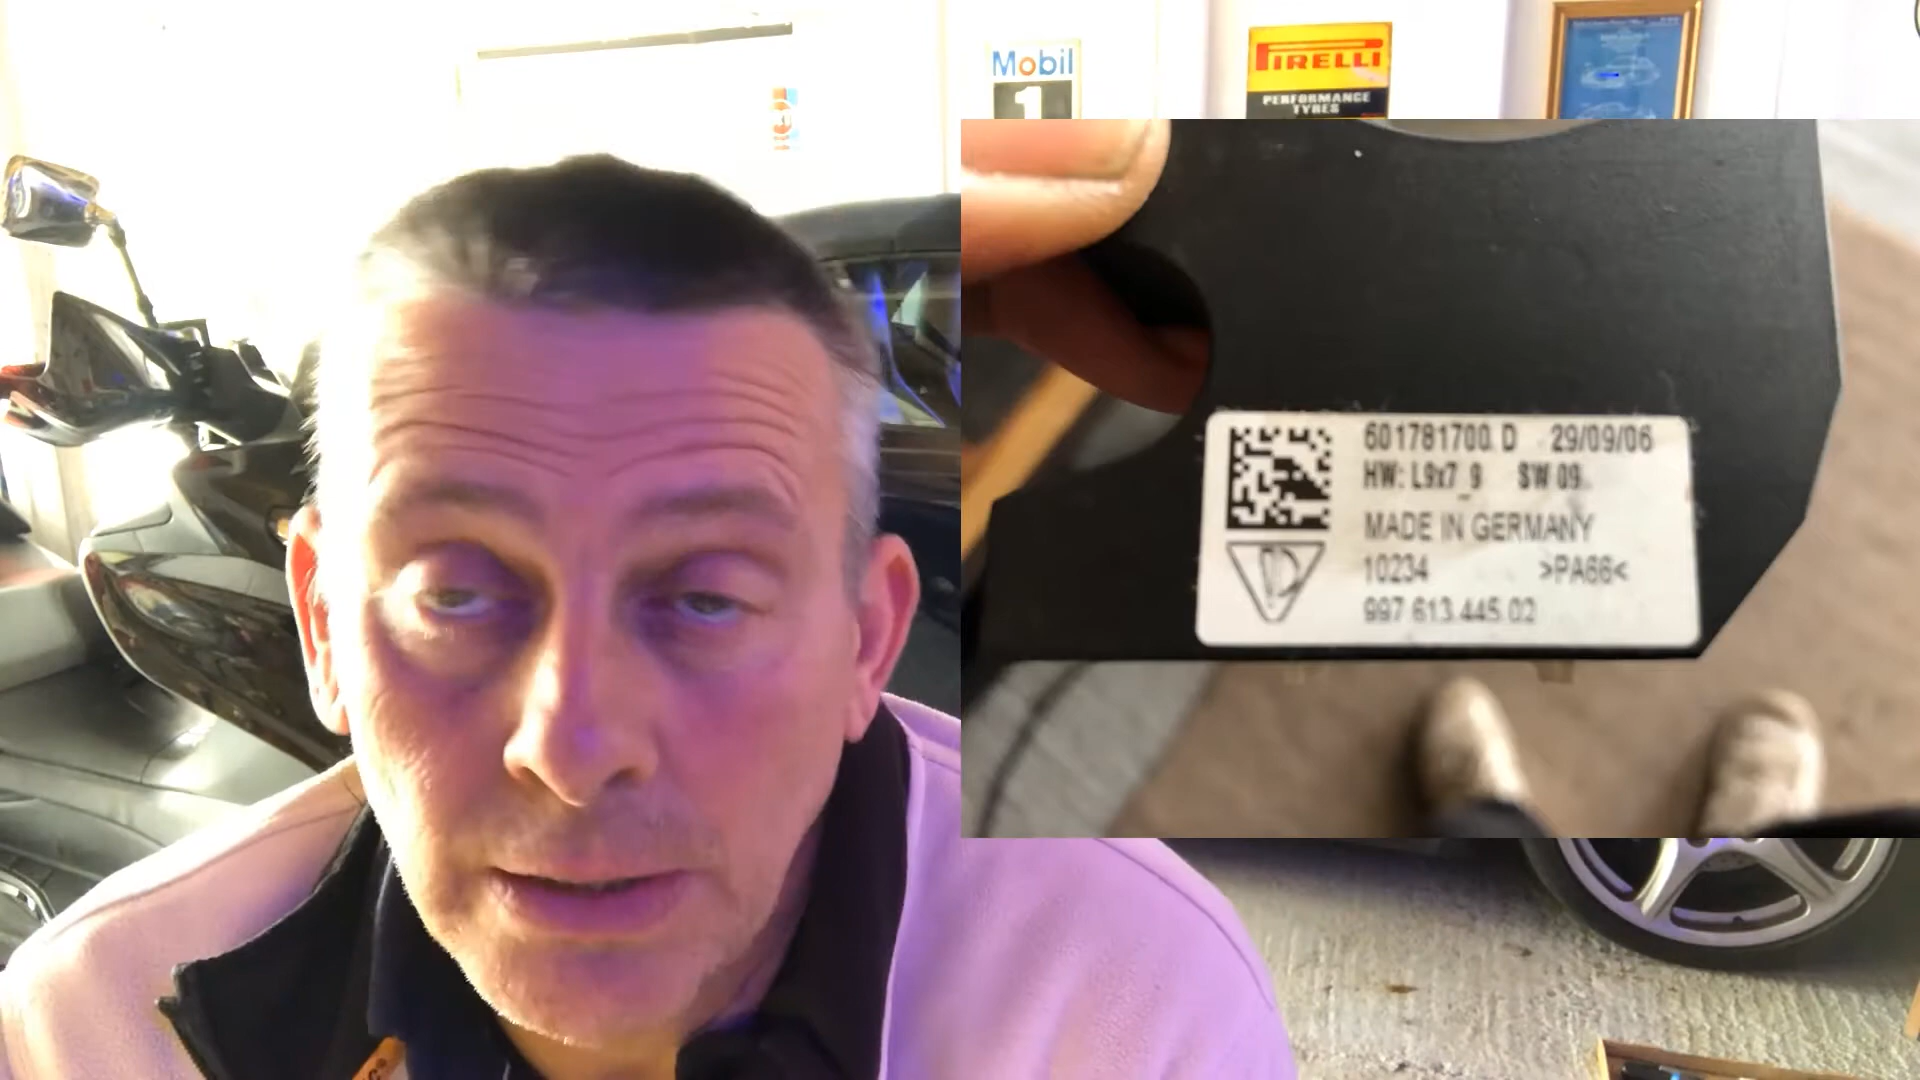 Mobil
1
PIRELLI
PERFORMANCE
TYRES
601781700 D 29/09/06
HW: L9x7_9 SW 09
MADE IN GERMANY
10234 >PA66<
997 613 445 02